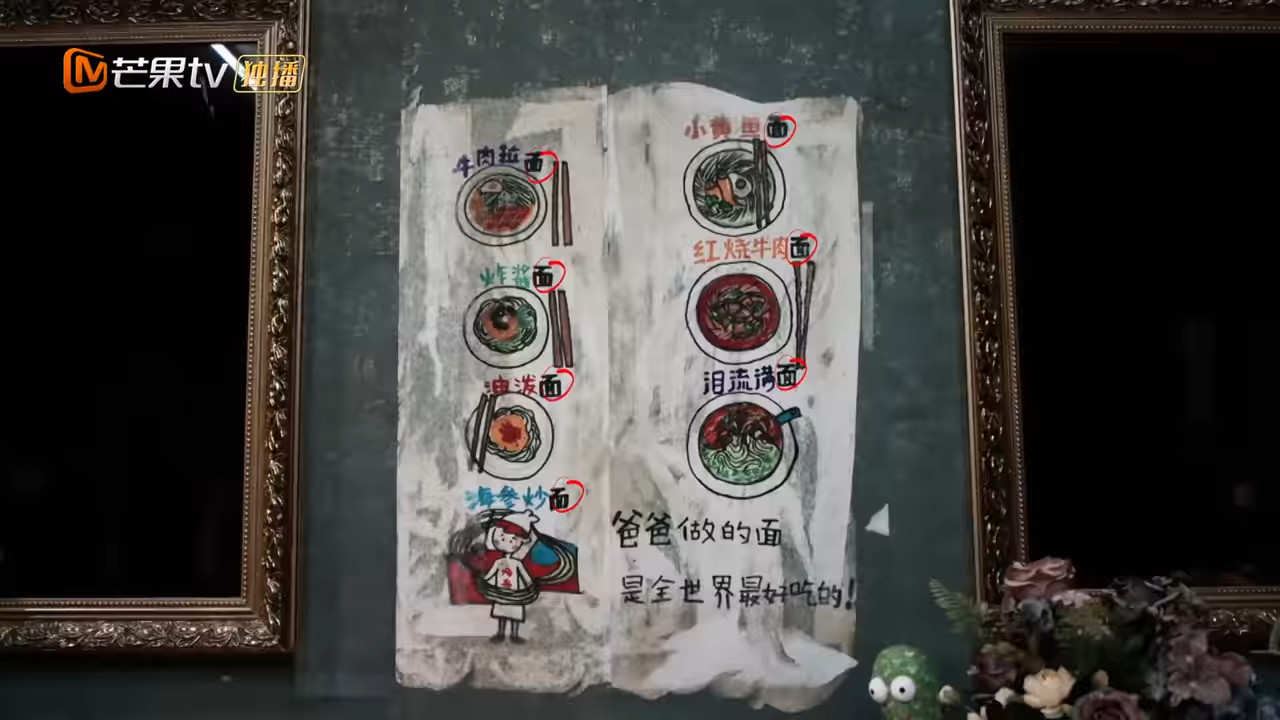 芒果TV 独播
牛肉拉面
炸酱面
油泼面
海参炒面
小黄鱼面
红烧牛肉面
泪流满面
爸爸做的面
是全世界最好吃的!